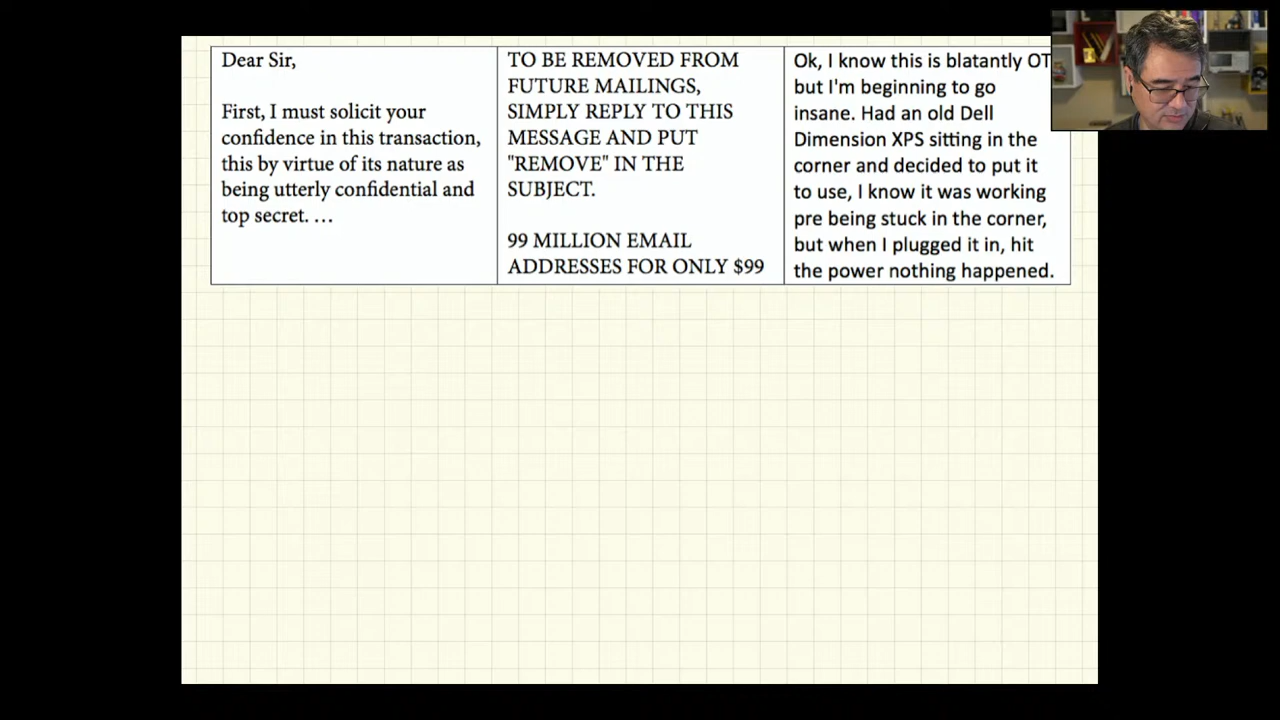 Dear Sir,
First, I must solicit your
confidence in this transaction,
this by virtue of its nature as
being utterly confidential and
top secret. …
TO BE REMOVED FROM
FUTURE MAILINGS,
SIMPLY REPLY TO THIS
MESSAGE AND PUT
"REMOVE" IN THE
SUBJECT.
99 MILLION EMAIL
ADDRESSES FOR ONLY $99
Ok, I know this is blatantly OT
but I'm beginning to go
insane. Had an old Dell
Dimension XPS sitting in the
corner and decided to put it
to use, I know it was working
pre being stuck in the corner,
but when I plugged it in, hit
the power nothing happened.